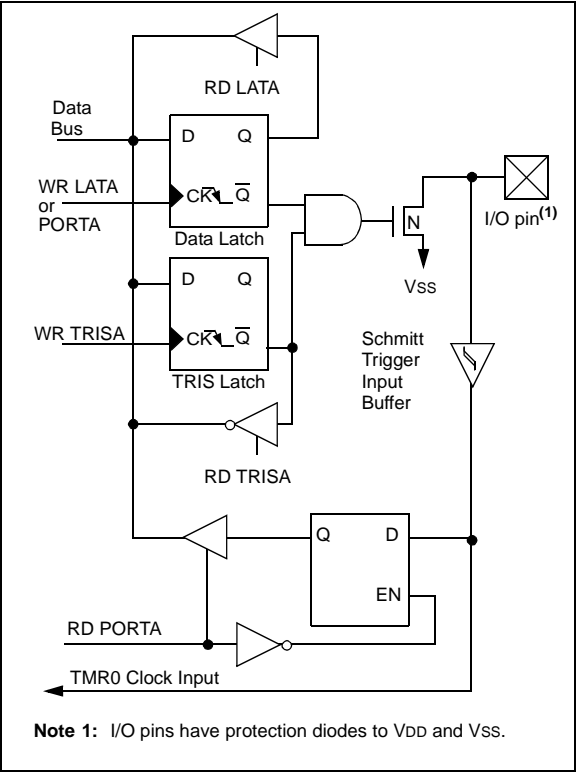 RD LATA
Data
Bus
D Q
WR LATA
or
PORTA
CK Q
Data Latch
N
I/O pin(1)
VSS
D Q
WR TRISA
CK Q
TRIS Latch
Schmitt
Trigger
Input
Buffer
RD TRISA
Q D
EN
RD PORTA
TMR0 Clock Input
Note 1: I/O pins have protection diodes to VDD and VSS.